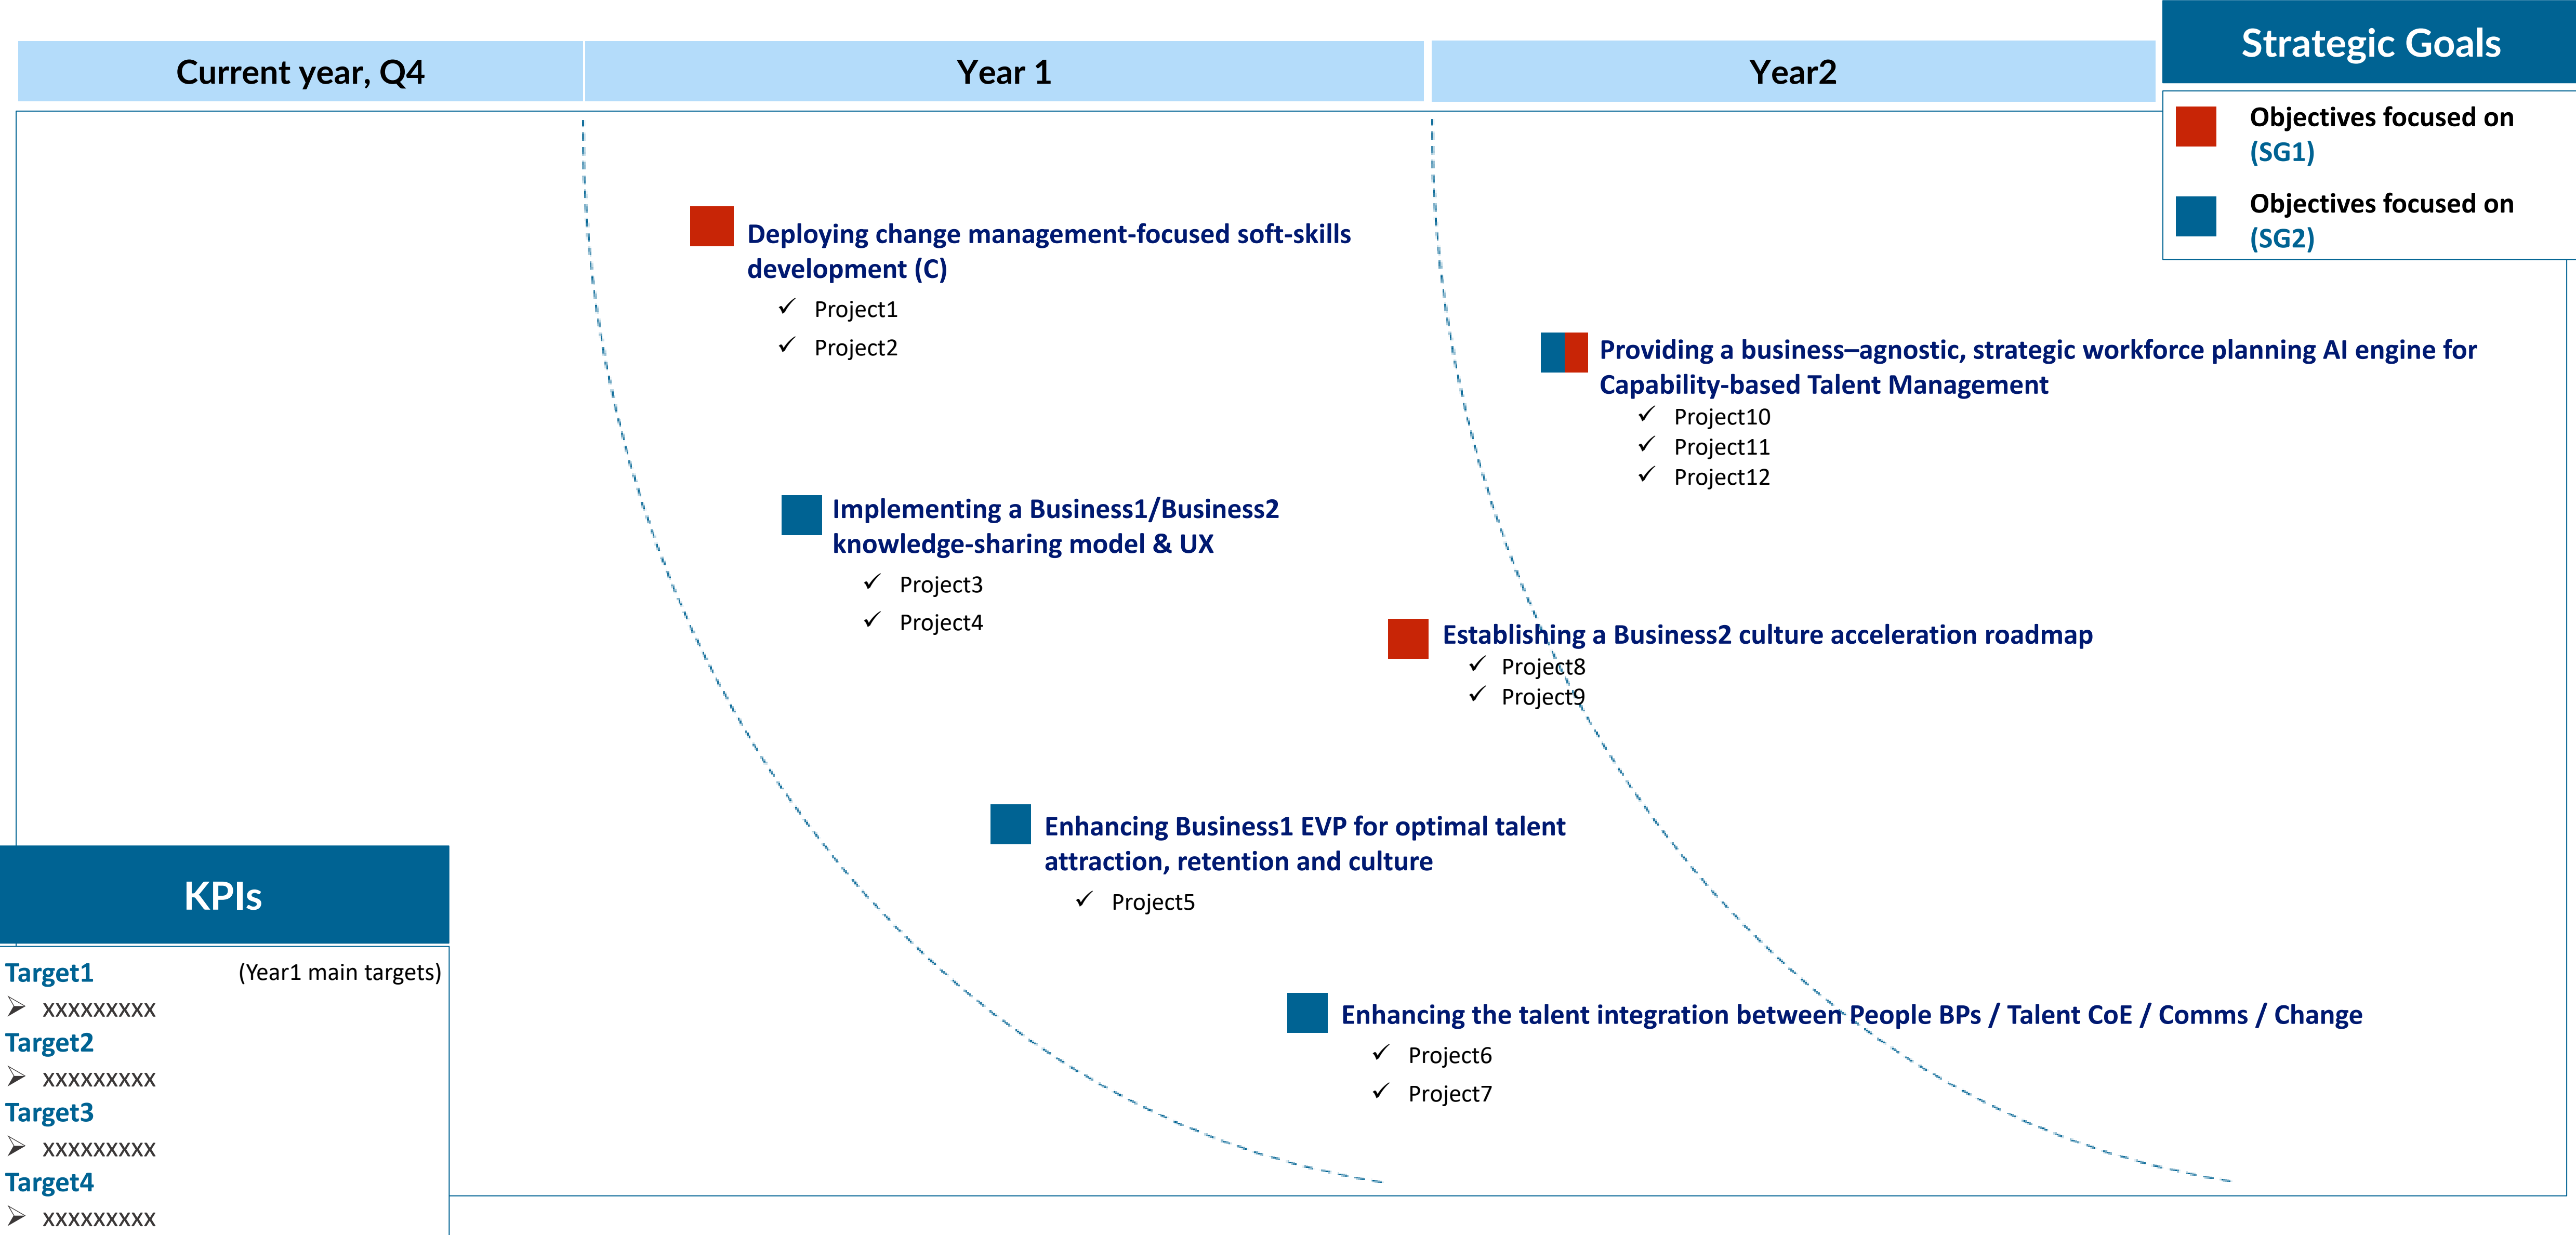 Current year, Q4
Year 1
Year2
Strategic Goals
Objectives focused on
(SG1)
Objectives focused on
(SG2)
Deploying change management-focused soft-skills
development (C)
✓ Project1
✓ Project2
Providing a business–agnostic, strategic workforce planning AI engine for
Capability-based Talent Management
✓ Project10
✓ Project11
✓ Project12
Implementing a Business1/Business2
knowledge-sharing model & UX
✓ Project3
✓ Project4
Establishing a Business2 culture acceleration roadmap
✓ Project8
✓ Project9
Enhancing Business1 EVP for optimal talent
attraction, retention and culture
✓ Project5
Enhancing the talent integration between People BPs / Talent CoE / Comms / Change
✓ Project6
✓ Project7
KPIs
Target1 (Year1 main targets)
➢ xxxxxxxxx
Target2
➢ xxxxxxxxx
Target3
➢ xxxxxxxxx
Target4
➢ xxxxxxxxx